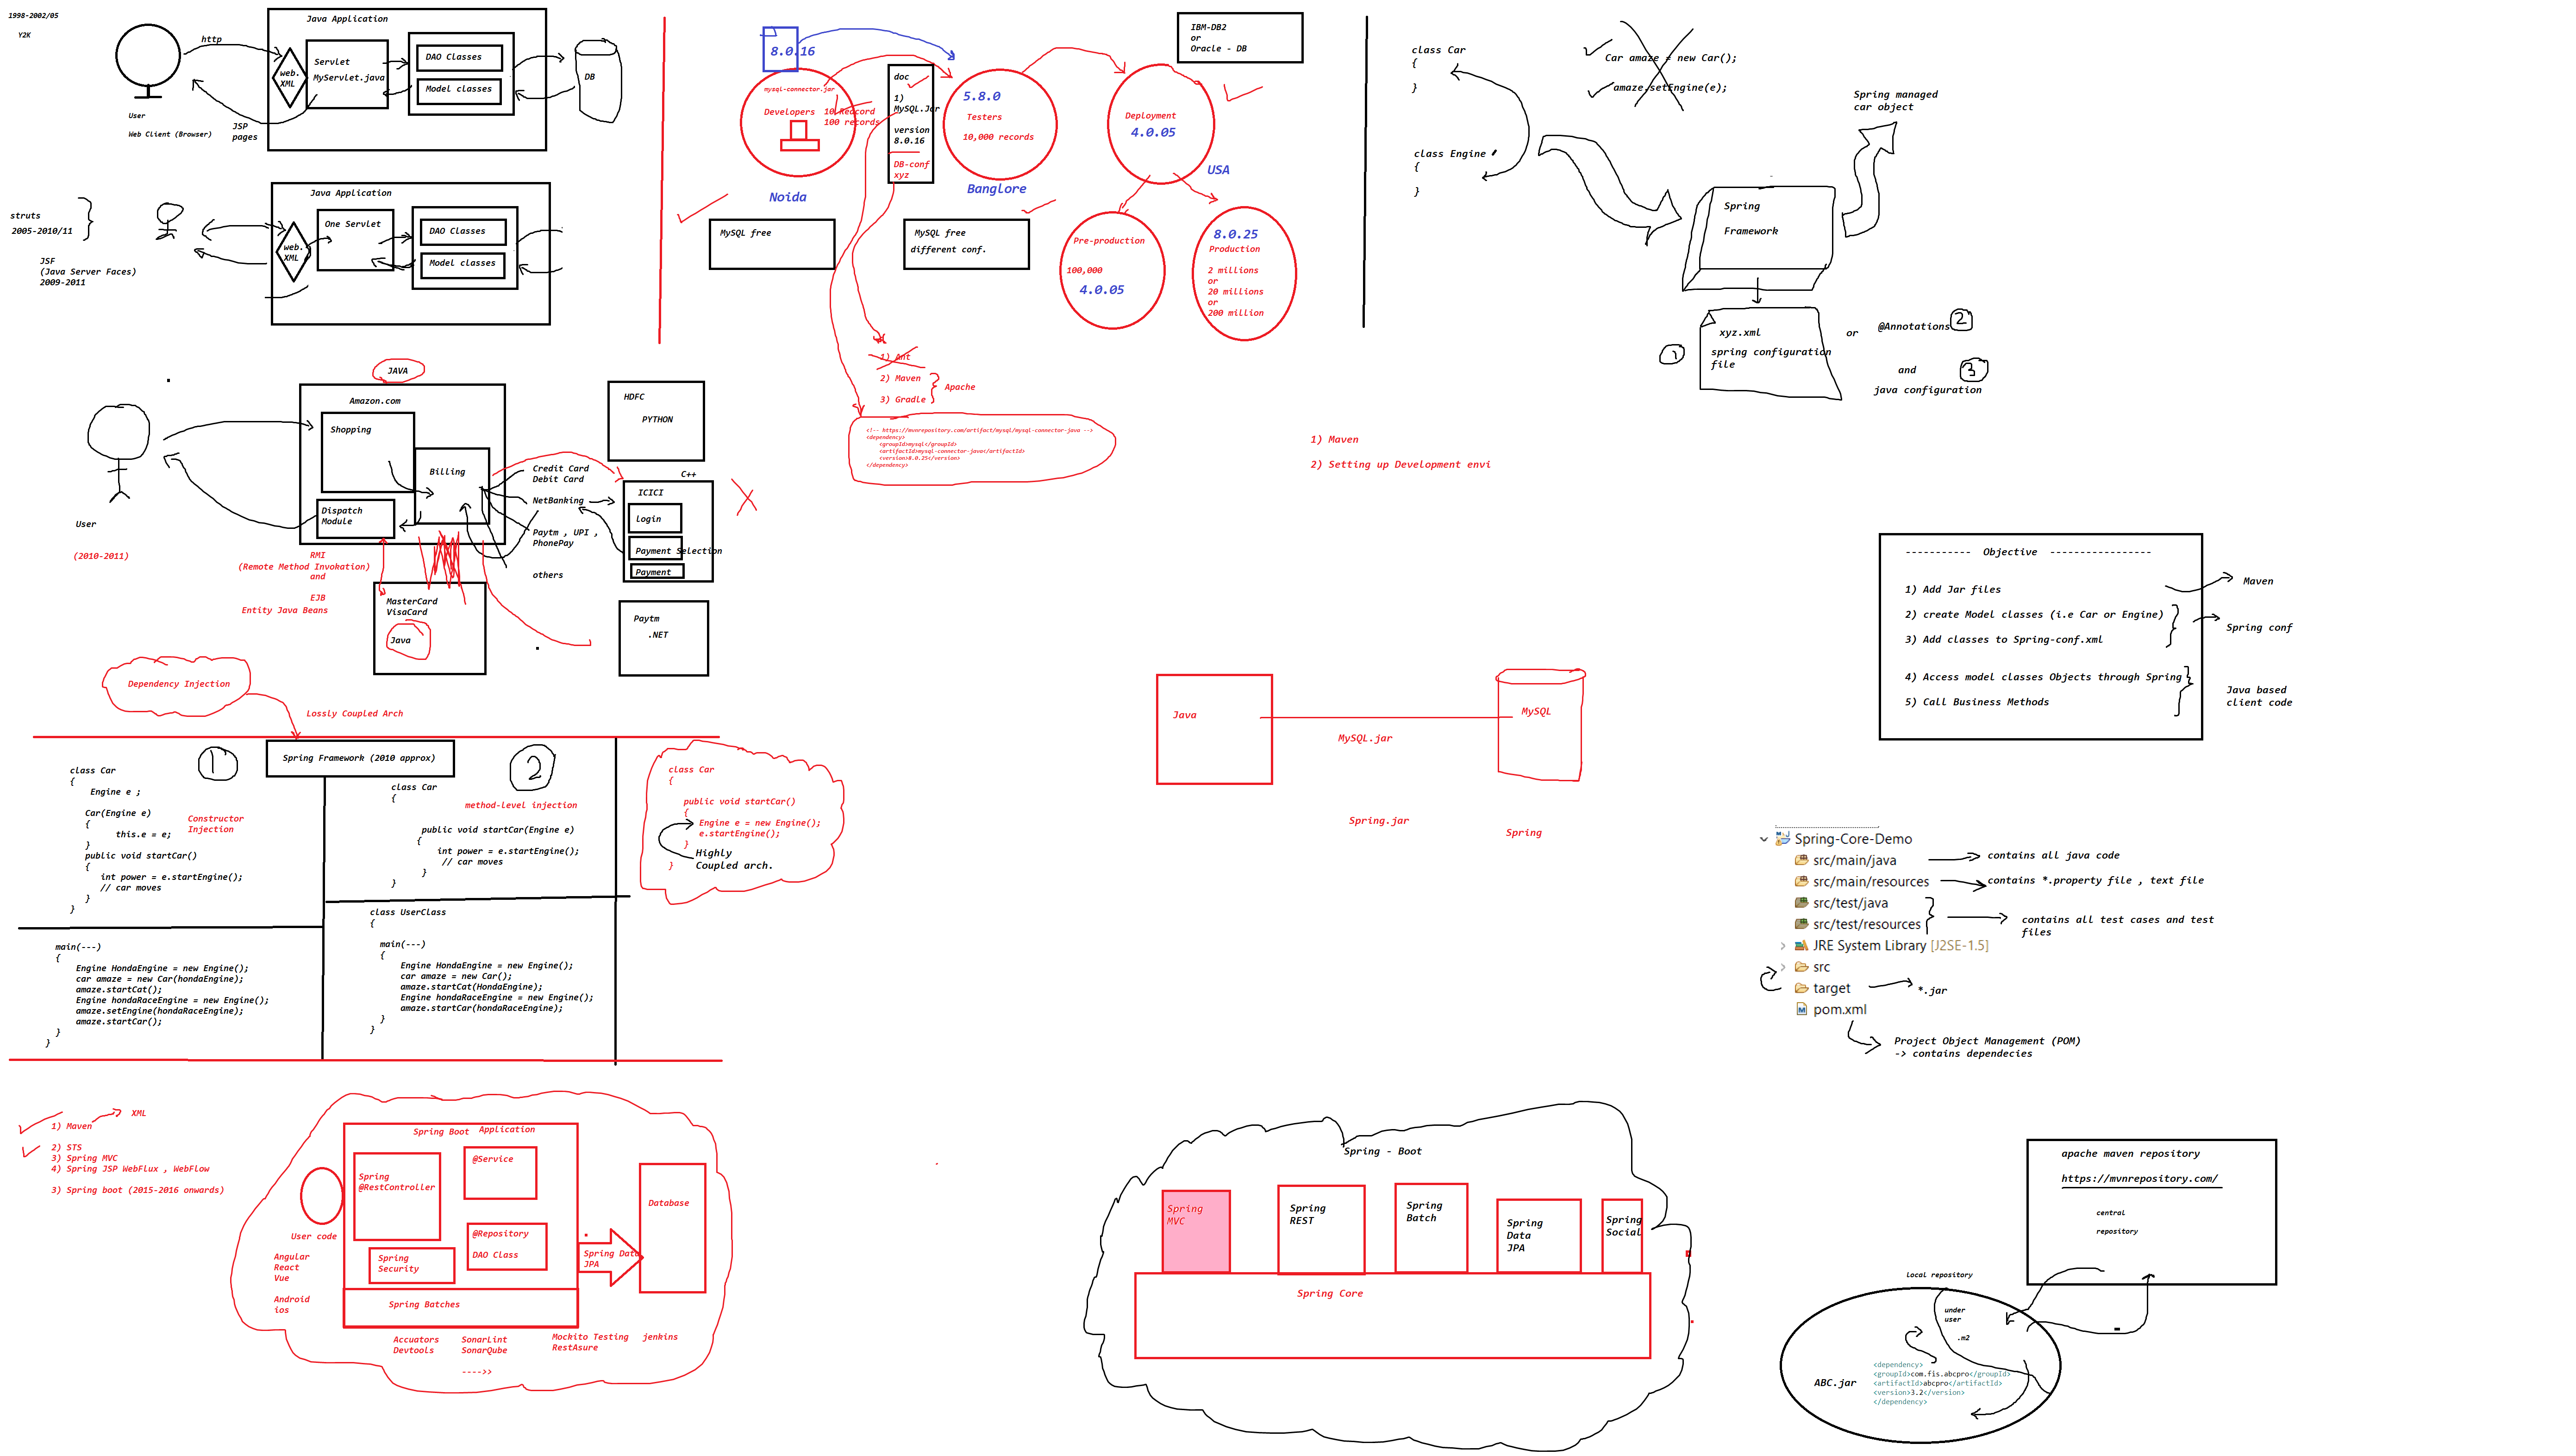 1998-2002/05
Y2K
http
User
Web Client (Browser)
JSP
pages
Java Application
web.
XML
Servlet
MyServlet.java
DAO Classes
Model classes
DB
struts
2005-2010/11
JSF
(Java Server Faces)
2009-2011
Java Application
web.
XML
One Servlet
DAO Classes
Model classes
JAVA
Amazon.com
Shopping
Billing
Dispatch
Module
User
(2010-2011)
RMI
(Remote Method Invokation)
and
EJB
Entity Java Beans
MasterCard
VisaCard
Java
Credit Card
Debit Card
NetBanking
Paytm , UPI ,
PhonePay
others
HDFC
PYTHON
C++
ICICI
login
Payment Selection
Payment
Paytm
.NET
Dependency Injection
Lossly Coupled Arch
Spring Framework (2010 approx)
1
class Car
{
Engine e ;
Car(Engine e)
{
this.e = e;
}
public void startCar()
{
int power = e.startEngine();
// car moves
}
}
Constructor
Injection
2
class Car
{
method-level injection
public void startCar(Engine e)
{
int power = e.startEngine();
// car moves
}
}
class Car
{
public void startCar()
{
Engine e = new Engine();
e.startEngine();
}
}
Highly
Coupled arch.
main(---)
{
Engine HondaEngine = new Engine();
car amaze = new Car(hondaEngine);
amaze.startCat();
Engine hondaRaceEngine = new Engine();
amaze.setEngine(hondaRaceEngine);
amaze.startCar();
}
}
class UserClass
{
main(---)
{
Engine HondaEngine = new Engine();
car amaze = new Car();
amaze.startCat(HondaEngine);
Engine hondaRaceEngine = new Engine();
amaze.startCar(hondaRaceEngine);
}
}
XML
1) Maven
2) STS
3) Spring MVC
4) Spring JSP WebFlux , WebFlow
3) Spring boot (2015-2016 onwards)
User code
Angular
React
Vue
Android
ios
Spring Boot Application
Spring
@RestController
@Service
@Repository
DAO Class
Spring
Security
Spring Batches
Spring Data
JPA
Database
Accuators
Devtools
SonarLint
SonarQube
---->>
Mockito Testing
RestAsure
jenkins
8.0.16
mysql-connector.jar
Developers
10 Record
100 records
Noida
doc
1)
MySQL.Jar
version
8.0.16
DB-conf
xyz
5.8.0
Testers
10,000 records
Banglore
Deployment
4.0.05
USA
IBM-DB2
or
Oracle - DB
MySQL free
MySQL free
different conf.
Pre-production
100,000
4.0.05
8.0.25
Production
2 millions
or
20 millions
or
200 million
1) Ant
2) Maven
3) Gradle
Apache
<!-- https://mvnrepository.com/artifact/mysql/mysql-connector-java -->
<dependency>
<groupId>mysql</groupId>
<artifactId>mysql-connector-java</artifactId>
<version>8.0.25</version>
</dependency>
1) Maven
2) Setting up Development envi
Java
MySQL.jar
MySQL
Spring.jar
Spring
Spring - Boot
Spring
MVC
Spring
REST
Spring
Batch
Spring
Data
JPA
Spring
Social
Spring Core
class Car
{
}
class Engine
{
}
Car amaze = new Car();
amaze.setEngine(e);
Spring managed
car object
Spring
Framework
1
xyz.xml
spring configuration
file
or
@Annotations
2
and
3
java configuration
----------- Objective -----------------
1) Add Jar files
2) create Model classes (i.e Car or Engine)
3) Add classes to Spring-conf.xml
4) Access model classes Objects through Spring
5) Call Business Methods
Maven
Spring conf
Java based
client code
Spring-Core-Demo
src/main/java
contains all java code
src/main/resources
contains *.property file , text file
src/test/java
src/test/resources
contains all test cases and test
files
JRE System Library [J2SE-1.5]
src
target
*.jar
pom.xml
Project Object Management (POM)
-> contains dependecies
apache maven repository
https://mvnrepository.com/
central
repository
local repository
under
user
.m2
ABC.jar
<dependency>
<groupId>com.fis.abcpro</groupId>
<artifactId>abcpro</artifactId>
<version>3.2</version>
</dependency>